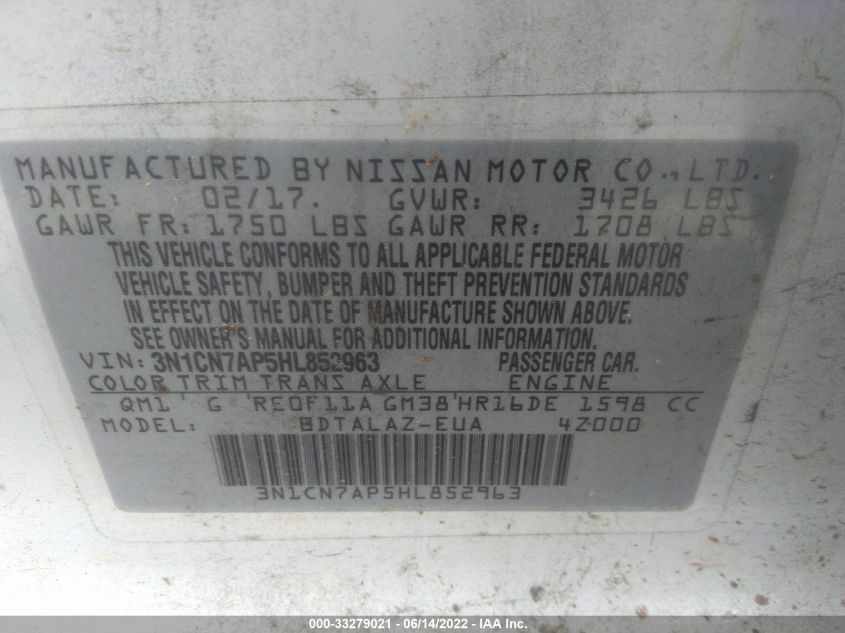 MANUFACTURED BY NISSAN MOTOR CO., LTD.
DATE: 02/17. GVWR: 3426 LBS
GAWR FR: 1750 LBS GAWR RR: 1708 LBS
THIS VEHICLE CONFORMS TO ALL APPLICABLE FEDERAL MOTOR
VEHICLE SAFETY, BUMPER AND THEFT PREVENTION STANDARDS
IN EFFECT ON THE DATE OF MANUFACTURE SHOWN ABOVE.
SEE OWNER'S MANUAL FOR ADDITIONAL INFORMATION.
VIN: 3N1CN7AP5HL852963 PASSENGER CAR.
COLOR TRIM TRANS AXLE ENGINE
QM1 G RE0F11A GM38 HR16DE 1598 CC
MODEL: BDTALAZ-EUA 4Z000
3N1CN7AP5HL852963
000-33279021 - 06/14/2022 - IAA Inc.